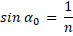 sin α₀ = 1/n